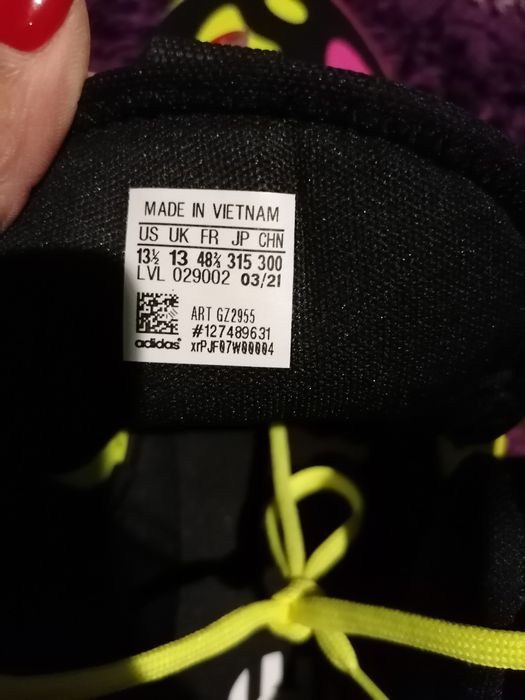 MADE IN VIETNAM
US UK FR JP CHN
13½ 13 48⅔ 315 300
LVL 029002 03/21
ART GZ2955
#127489631
adidas xrPJF07W00004